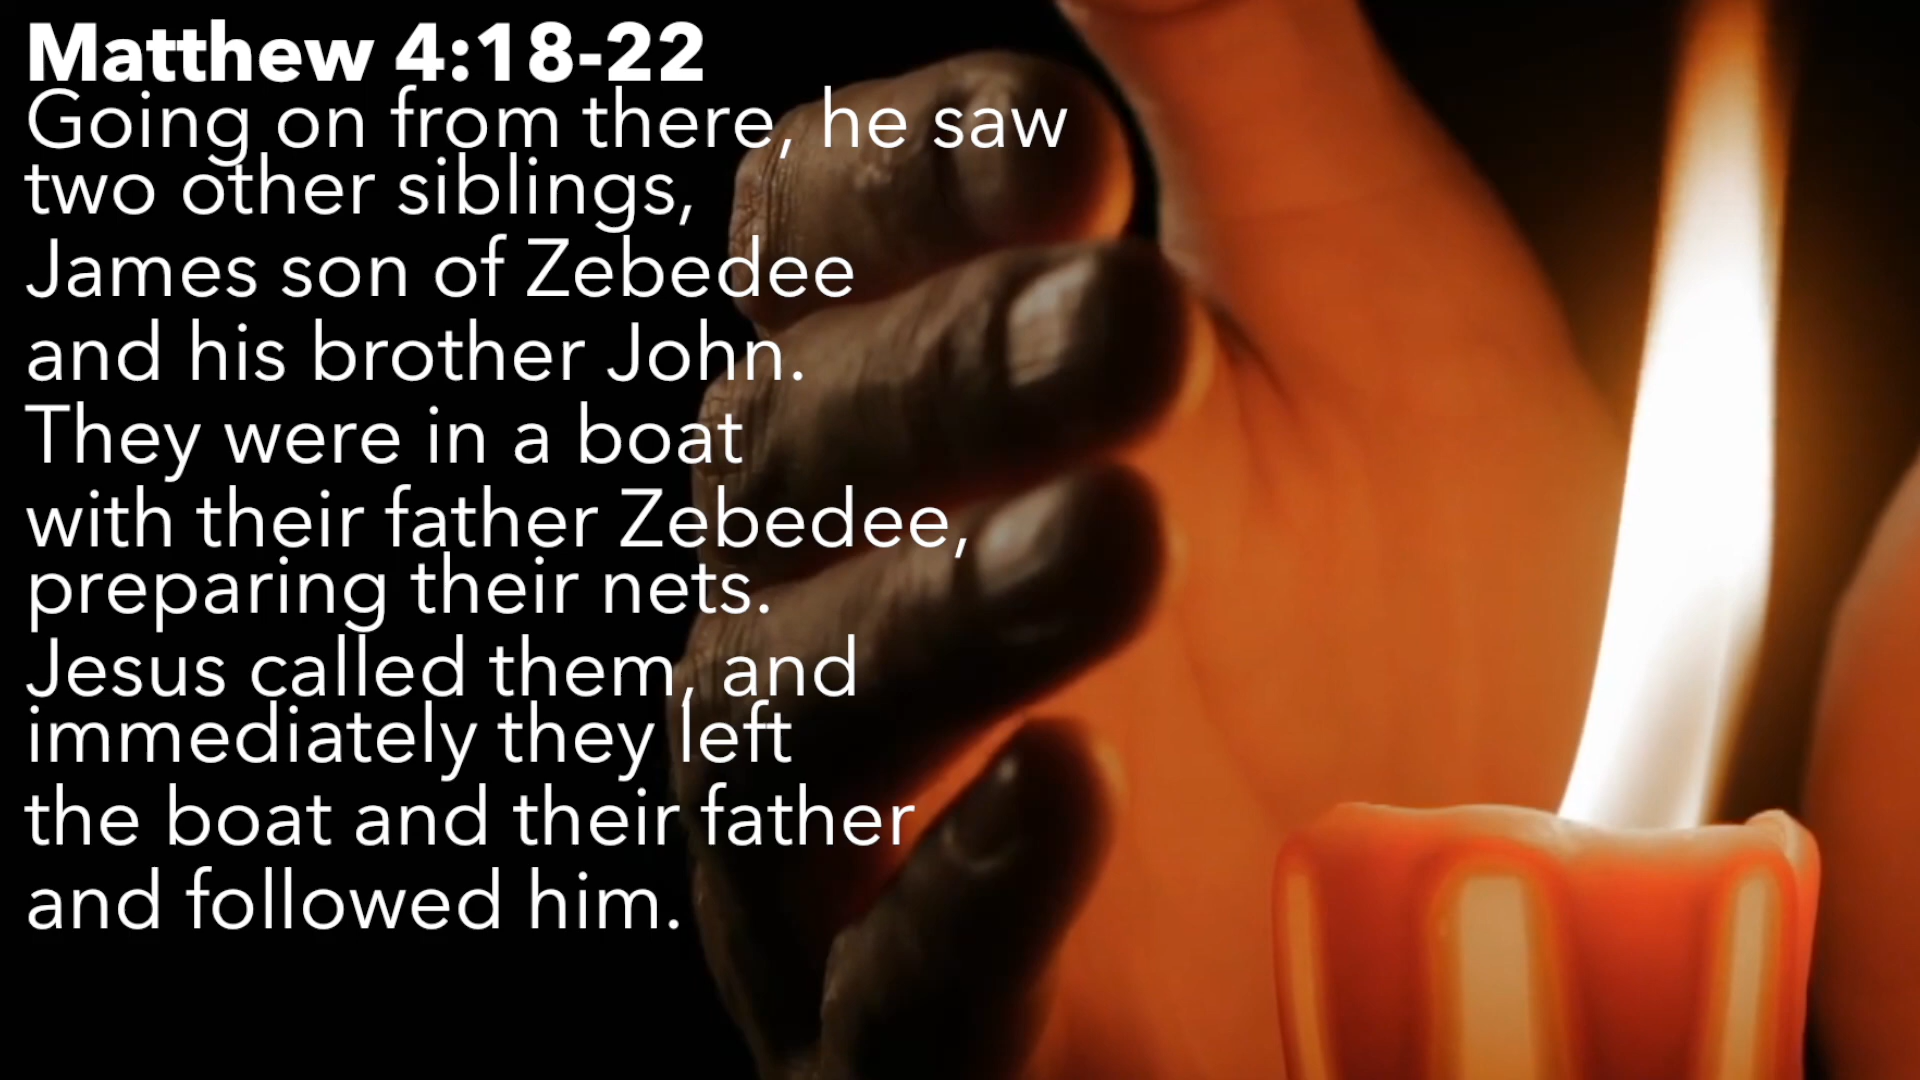 Matthew 4:18-22
Going on from there, he saw
two other siblings,
James son of Zebedee
and his brother John.
They were in a boat
with their father Zebedee,
preparing their nets.
Jesus called them, and
immediately they left
the boat and their father
and followed him.